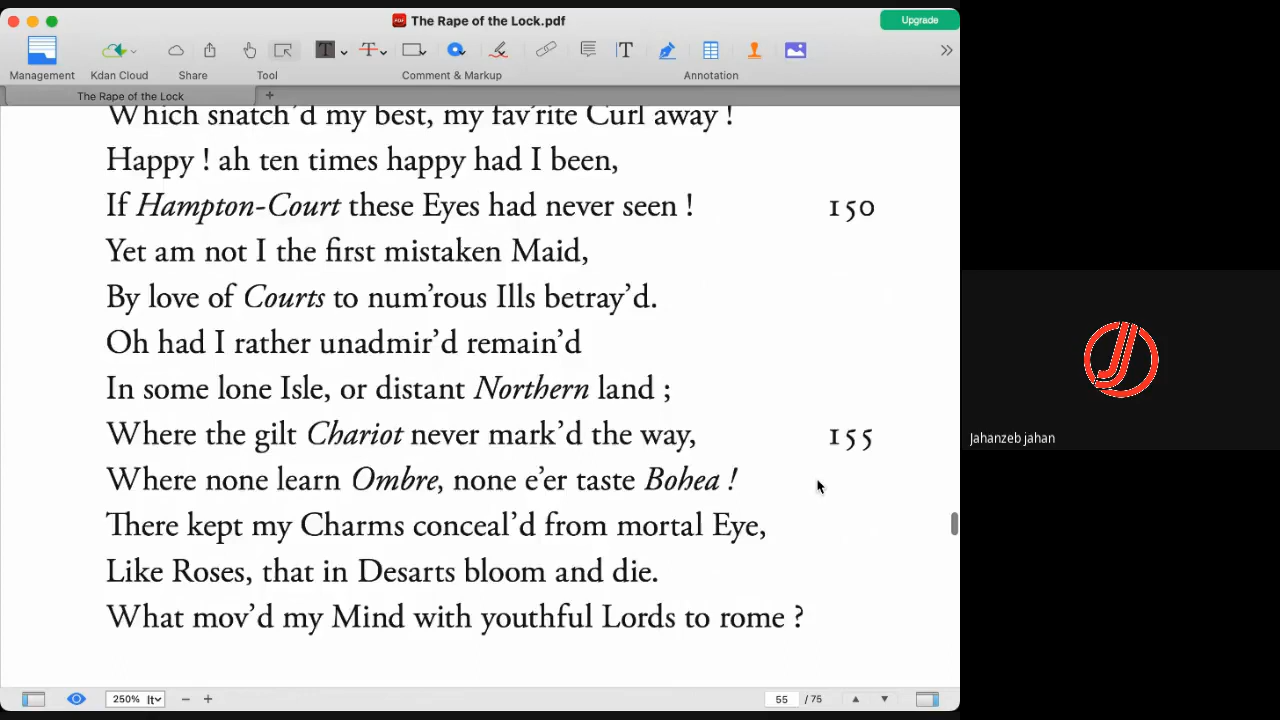 The Rape of the Lock.pdf
Upgrade
Management
Kdan Cloud
Share
Tool
Comment & Markup
Annotation
The Rape of the Lock
Which snatch'd my best, my fav'rite Curl away !
Happy ! ah ten times happy had I been,
If Hampton-Court these Eyes had never seen ! 150
Yet am not I the first mistaken Maid,
By love of Courts to num'rous Ills betray'd.
Oh had I rather unadmir'd remain'd
In some lone Isle, or distant Northern land ;
Where the gilt Chariot never mark'd the way, 155
Where none learn Ombre, none e'er taste Bohea !
There kept my Charms conceal'd from mortal Eye,
Like Roses, that in Desarts bloom and die.
What mov'd my Mind with youthful Lords to rome ?
250% It
55 / 75
Jahanzeb jahan